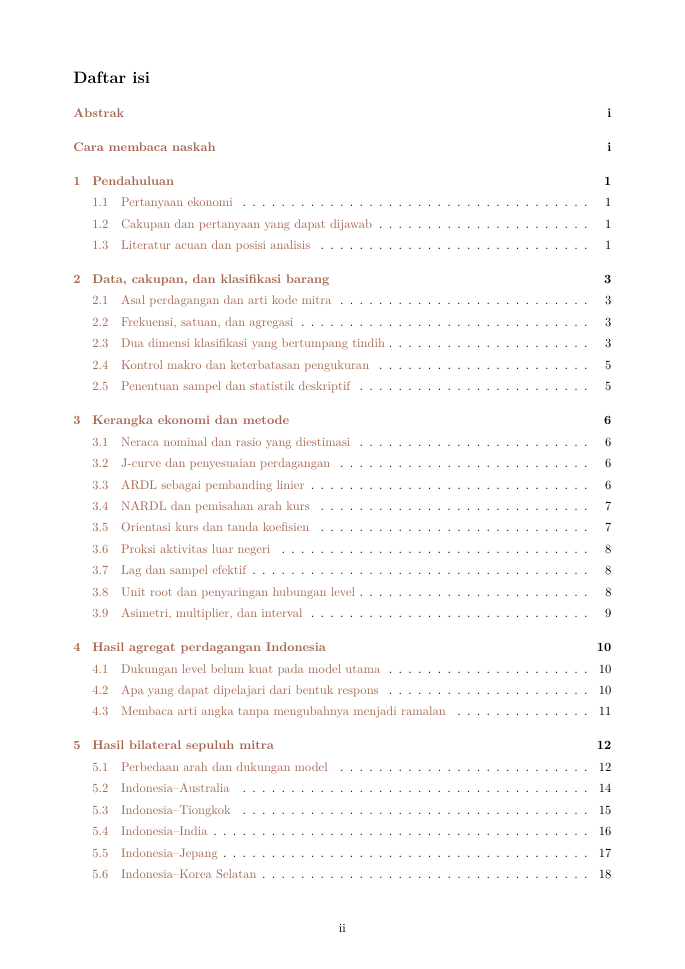 Daftar isi
Abstrak i
Cara membaca naskah i
1 Pendahuluan 1
1.1 Pertanyaan ekonomi . . . . . . . . . . . . . . . . . . . . . . . . . . . . . . . . . . . . 1
1.2 Cakupan dan pertanyaan yang dapat dijawab . . . . . . . . . . . . . . . . . . . . . . 1
1.3 Literatur acuan dan posisi analisis . . . . . . . . . . . . . . . . . . . . . . . . . . . . 1
2 Data, cakupan, dan klasifikasi barang 3
2.1 Asal perdagangan dan arti kode mitra . . . . . . . . . . . . . . . . . . . . . . . . . . 3
2.2 Frekuensi, satuan, dan agregasi . . . . . . . . . . . . . . . . . . . . . . . . . . . . . . 3
2.3 Dua dimensi klasifikasi yang bertumpang tindih . . . . . . . . . . . . . . . . . . . . . 3
2.4 Kontrol makro dan keterbatasan pengukuran . . . . . . . . . . . . . . . . . . . . . . 5
2.5 Penentuan sampel dan statistik deskriptif . . . . . . . . . . . . . . . . . . . . . . . . 5
3 Kerangka ekonomi dan metode 6
3.1 Neraca nominal dan rasio yang diestimasi . . . . . . . . . . . . . . . . . . . . . . . . 6
3.2 J-curve dan penyesuaian perdagangan . . . . . . . . . . . . . . . . . . . . . . . . . . 6
3.3 ARDL sebagai pembanding linier . . . . . . . . . . . . . . . . . . . . . . . . . . . . . 6
3.4 NARDL dan pemisahan arah kurs . . . . . . . . . . . . . . . . . . . . . . . . . . . . 7
3.5 Orientasi kurs dan tanda koefisien . . . . . . . . . . . . . . . . . . . . . . . . . . . . 7
3.6 Proksi aktivitas luar negeri . . . . . . . . . . . . . . . . . . . . . . . . . . . . . . . . 8
3.7 Lag dan sampel efektif . . . . . . . . . . . . . . . . . . . . . . . . . . . . . . . . . . . 8
3.8 Unit root dan penyaringan hubungan level . . . . . . . . . . . . . . . . . . . . . . . . 8
3.9 Asimetri, multiplier, dan interval . . . . . . . . . . . . . . . . . . . . . . . . . . . . . 9
4 Hasil agregat perdagangan Indonesia 10
4.1 Dukungan level belum kuat pada model utama . . . . . . . . . . . . . . . . . . . . . 10
4.2 Apa yang dapat dipelajari dari bentuk respons . . . . . . . . . . . . . . . . . . . . . 10
4.3 Membaca arti angka tanpa mengubahnya menjadi ramalan . . . . . . . . . . . . . . 11
5 Hasil bilateral sepuluh mitra 12
5.1 Perbedaan arah dan dukungan model . . . . . . . . . . . . . . . . . . . . . . . . . . 12
5.2 Indonesia–Australia . . . . . . . . . . . . . . . . . . . . . . . . . . . . . . . . . . . . 14
5.3 Indonesia–Tiongkok . . . . . . . . . . . . . . . . . . . . . . . . . . . . . . . . . . . . 15
5.4 Indonesia–India . . . . . . . . . . . . . . . . . . . . . . . . . . . . . . . . . . . . . . . 16
5.5 Indonesia–Jepang . . . . . . . . . . . . . . . . . . . . . . . . . . . . . . . . . . . . . . 17
5.6 Indonesia–Korea Selatan . . . . . . . . . . . . . . . . . . . . . . . . . . . . . . . . . . 18
ii